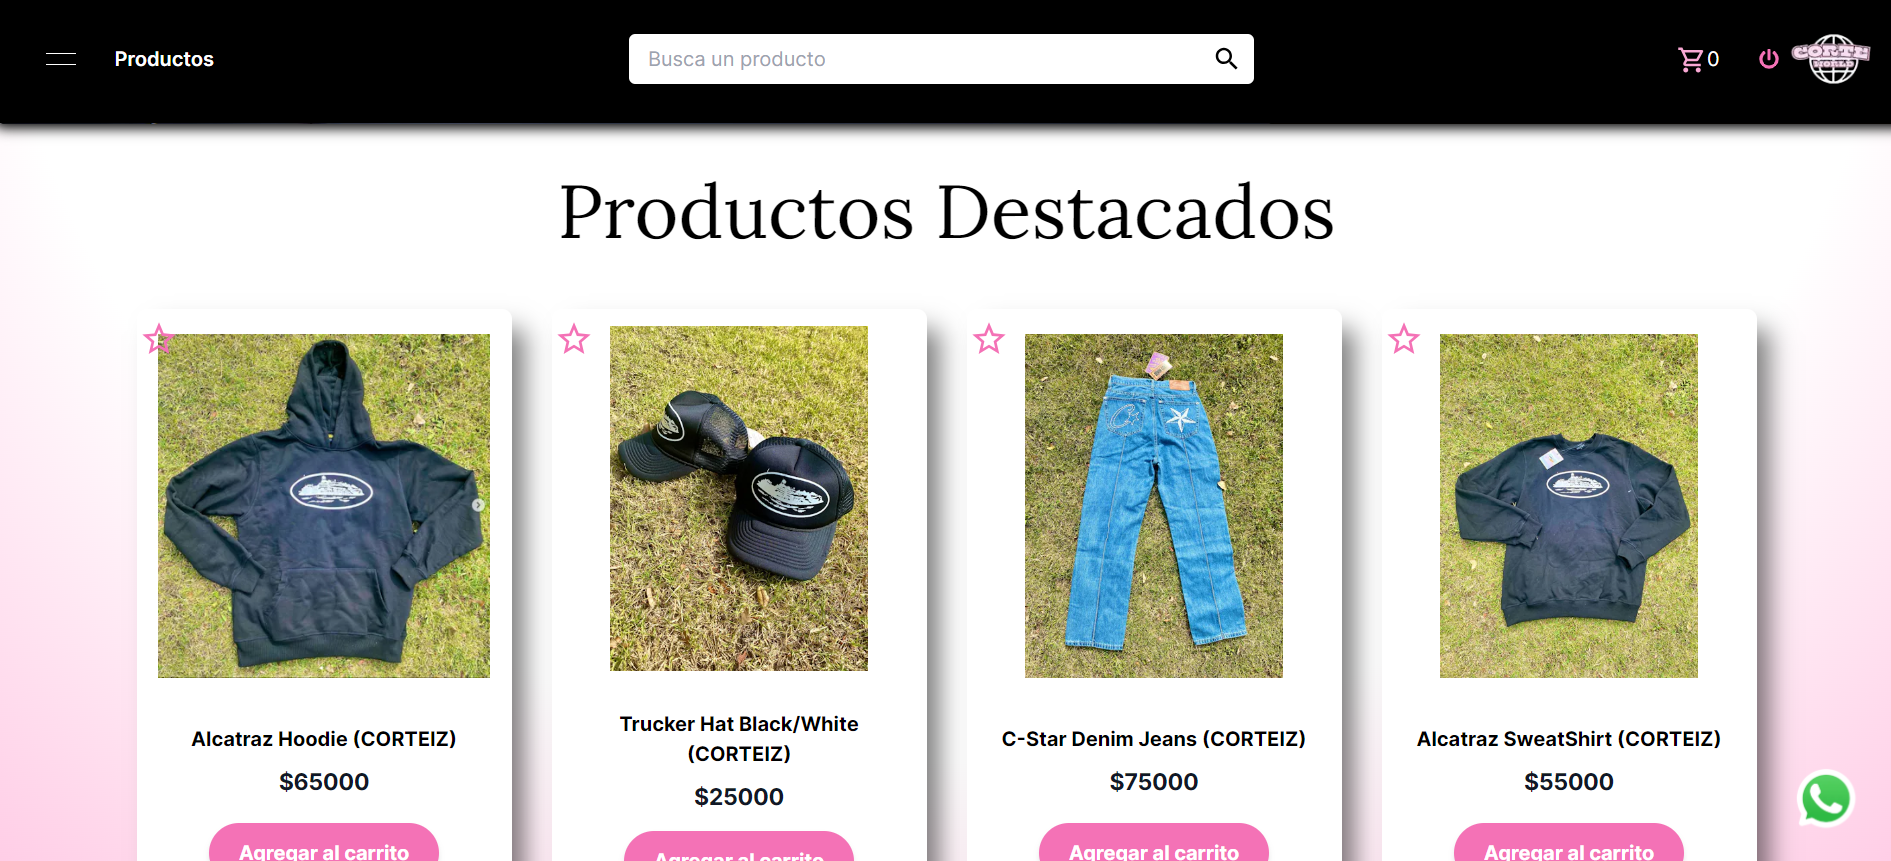 Productos
Busca un producto
0
CORTE
WORLD
Productos Destacados
Alcatraz Hoodie (CORTEIZ)
$65000
Agregar al carrito
Trucker Hat Black/White
(CORTEIZ)
$25000
Agregar al carrito
C-Star Denim Jeans (CORTEIZ)
$75000
Agregar al carrito
Alcatraz SweatShirt (CORTEIZ)
$55000
Agregar al carrito